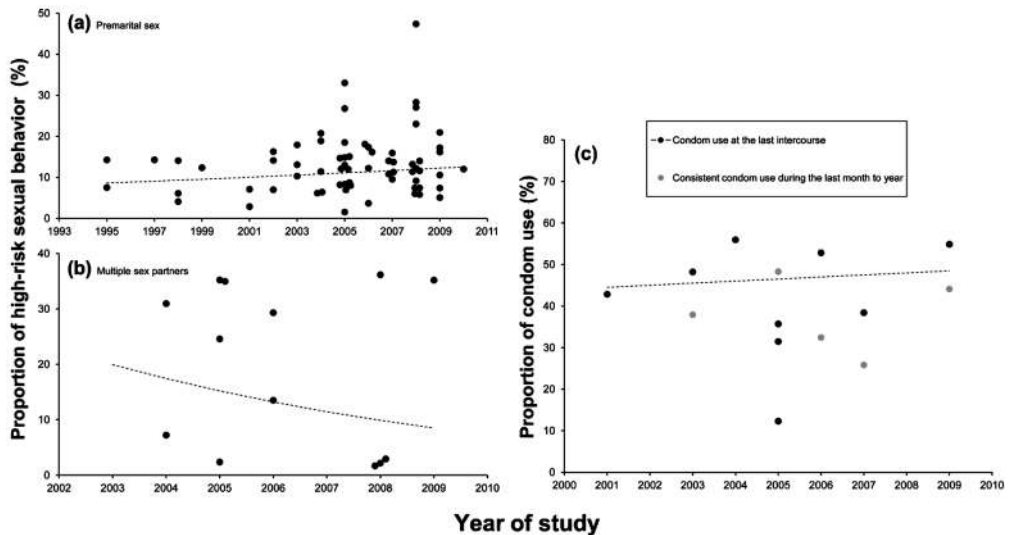 Proportion of high-risk sexual behavior (%)
(a) Premarital sex
50
40
30
20
10
0
1993 1995 1997 1999 2001 2003 2005 2007 2009 2011
(b) Multiple sex partners
40
30
20
10
0
2002 2003 2004 2005 2006 2007 2008 2009 2010
Proportion of condom use (%)
(c)
Condom use at the last intercourse
Consistent condom use during the last month to year
80
70
60
50
40
30
20
10
0
2000 2001 2002 2003 2004 2005 2006 2007 2008 2009 2010
Year of study